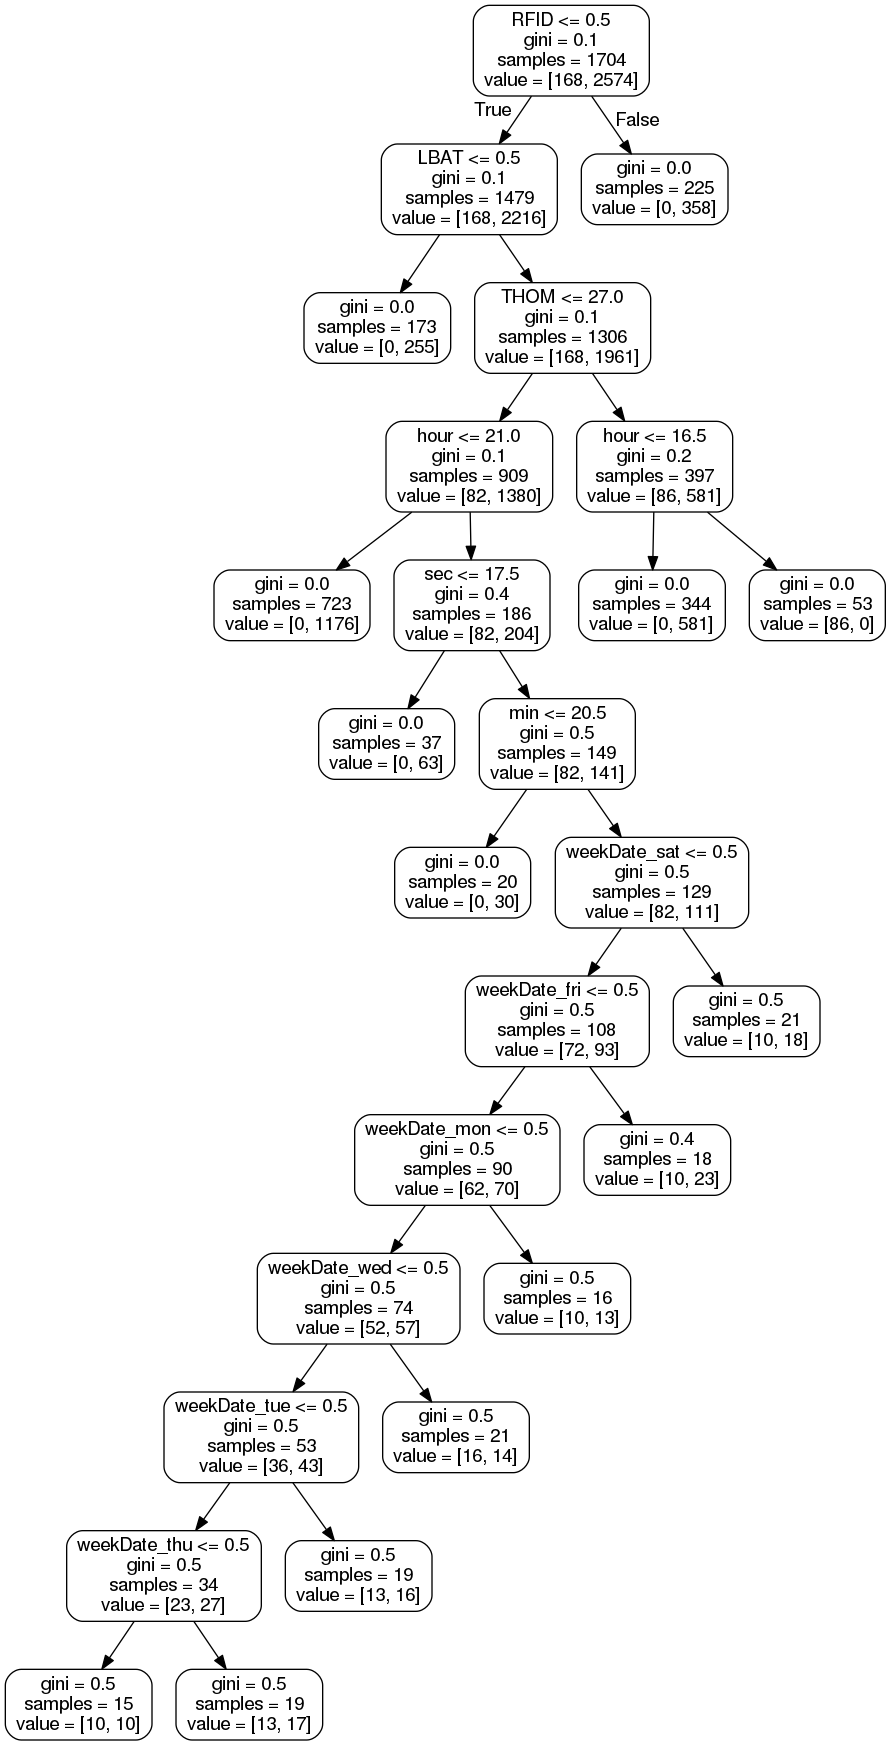 RFID <= 0.5
gini = 0.1
samples = 1704
value = [168, 2574]
True
False
LBAT <= 0.5
gini = 0.1
samples = 1479
value = [168, 2216]
gini = 0.0
samples = 225
value = [0, 358]
gini = 0.0
samples = 173
value = [0, 255]
THOM <= 27.0
gini = 0.1
samples = 1306
value = [168, 1961]
hour <= 21.0
gini = 0.1
samples = 909
value = [82, 1380]
hour <= 16.5
gini = 0.2
samples = 397
value = [86, 581]
gini = 0.0
samples = 723
value = [0, 1176]
sec <= 17.5
gini = 0.4
samples = 186
value = [82, 204]
gini = 0.0
samples = 344
value = [0, 581]
gini = 0.0
samples = 53
value = [86, 0]
gini = 0.0
samples = 37
value = [0, 63]
min <= 20.5
gini = 0.5
samples = 149
value = [82, 141]
gini = 0.0
samples = 20
value = [0, 30]
weekDate_sat <= 0.5
gini = 0.5
samples = 129
value = [82, 111]
weekDate_fri <= 0.5
gini = 0.5
samples = 108
value = [72, 93]
gini = 0.5
samples = 21
value = [10, 18]
weekDate_mon <= 0.5
gini = 0.5
samples = 90
value = [62, 70]
gini = 0.4
samples = 18
value = [10, 23]
weekDate_wed <= 0.5
gini = 0.5
samples = 74
value = [52, 57]
gini = 0.5
samples = 16
value = [10, 13]
weekDate_tue <= 0.5
gini = 0.5
samples = 53
value = [36, 43]
gini = 0.5
samples = 21
value = [16, 14]
weekDate_thu <= 0.5
gini = 0.5
samples = 34
value = [23, 27]
gini = 0.5
samples = 19
value = [13, 16]
gini = 0.5
samples = 15
value = [10, 10]
gini = 0.5
samples = 19
value = [13, 17]